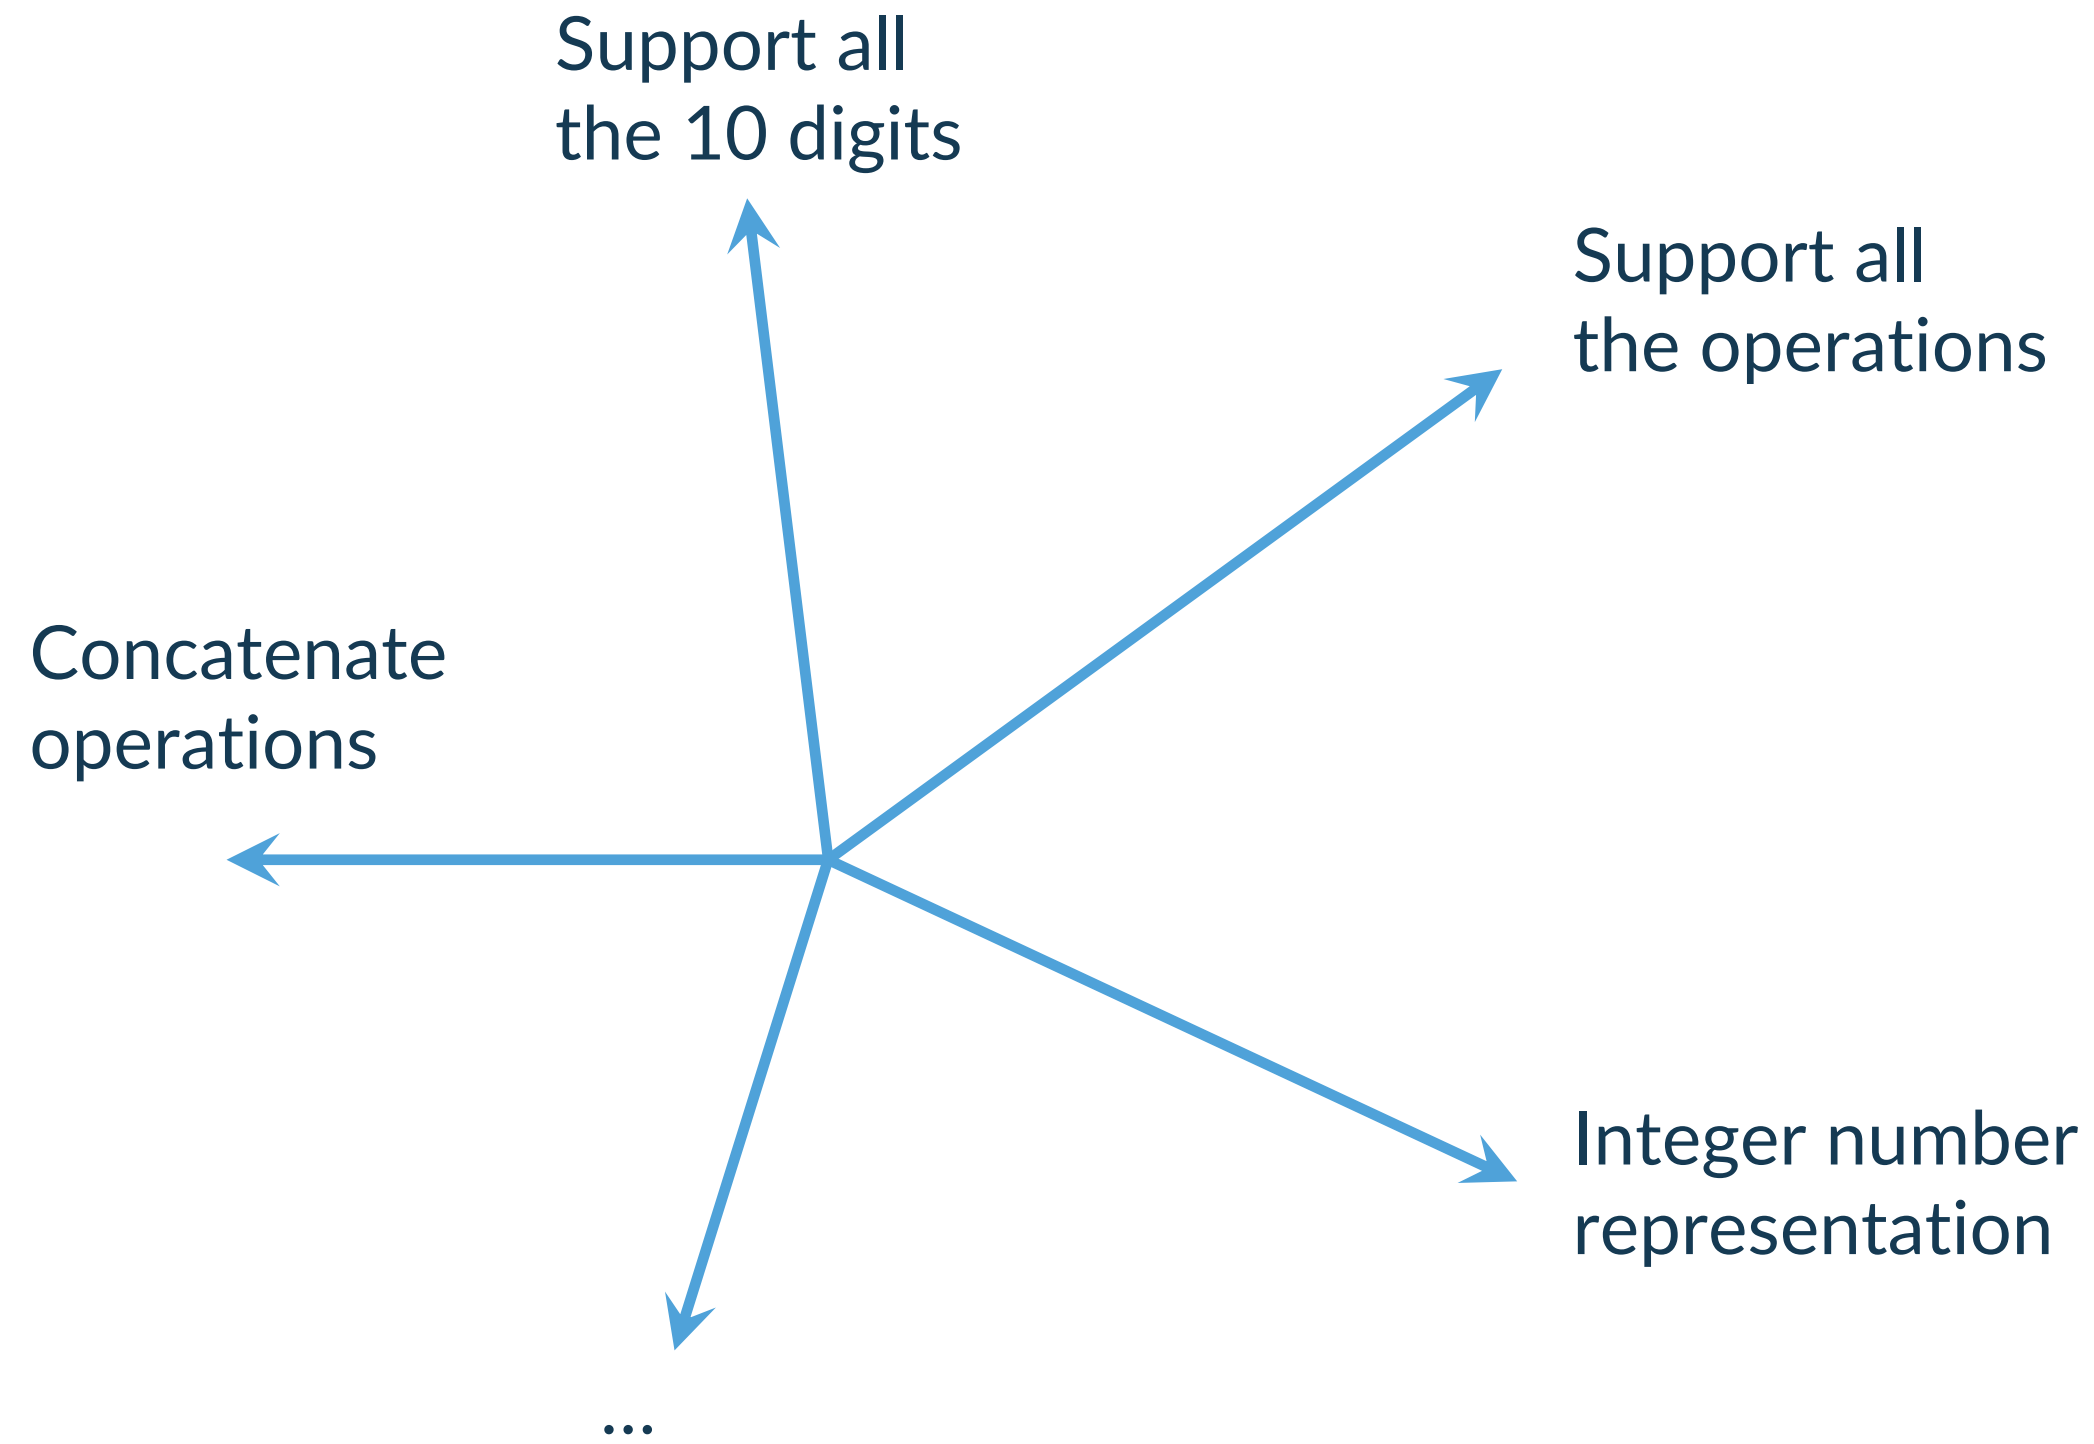 Support all
the 10 digits
Support all
the operations
Concatenate
operations
Integer number
representation
...